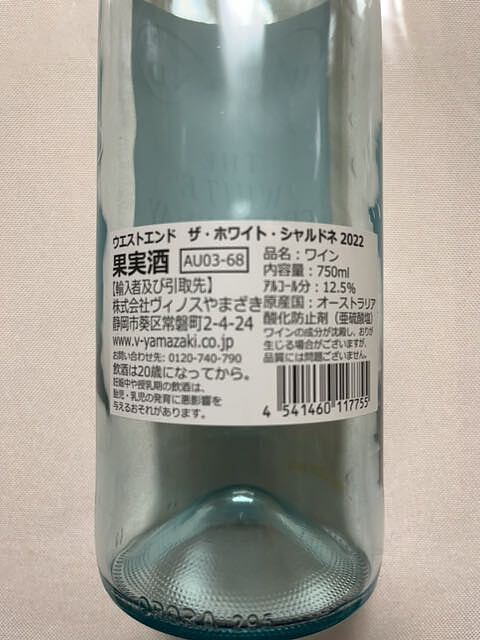 ウエストエンド ザ・ホワイト・シャルドネ 2022
果実酒 AU03-68
【輸入者及び引取先】
株式会社ヴィノスやまざき
静岡市葵区常磐町2-4-24
www.v-yamazaki.co.jp
お問い合わせ先: 0120-740-790
飲酒は20歳になってから。
妊娠中や授乳期の飲酒は、
胎児・乳児の発育に悪影響を
与えるおそれがあります。
品名：ワイン
内容量：750ml
アルコール分：12.5%
原産国：オーストラリア
酸化防止剤（亜硫酸塩）
ワインの成分が沈殿し、おりが
生じる場合がございますが、
品質には問題ございません。
4 541460 117755